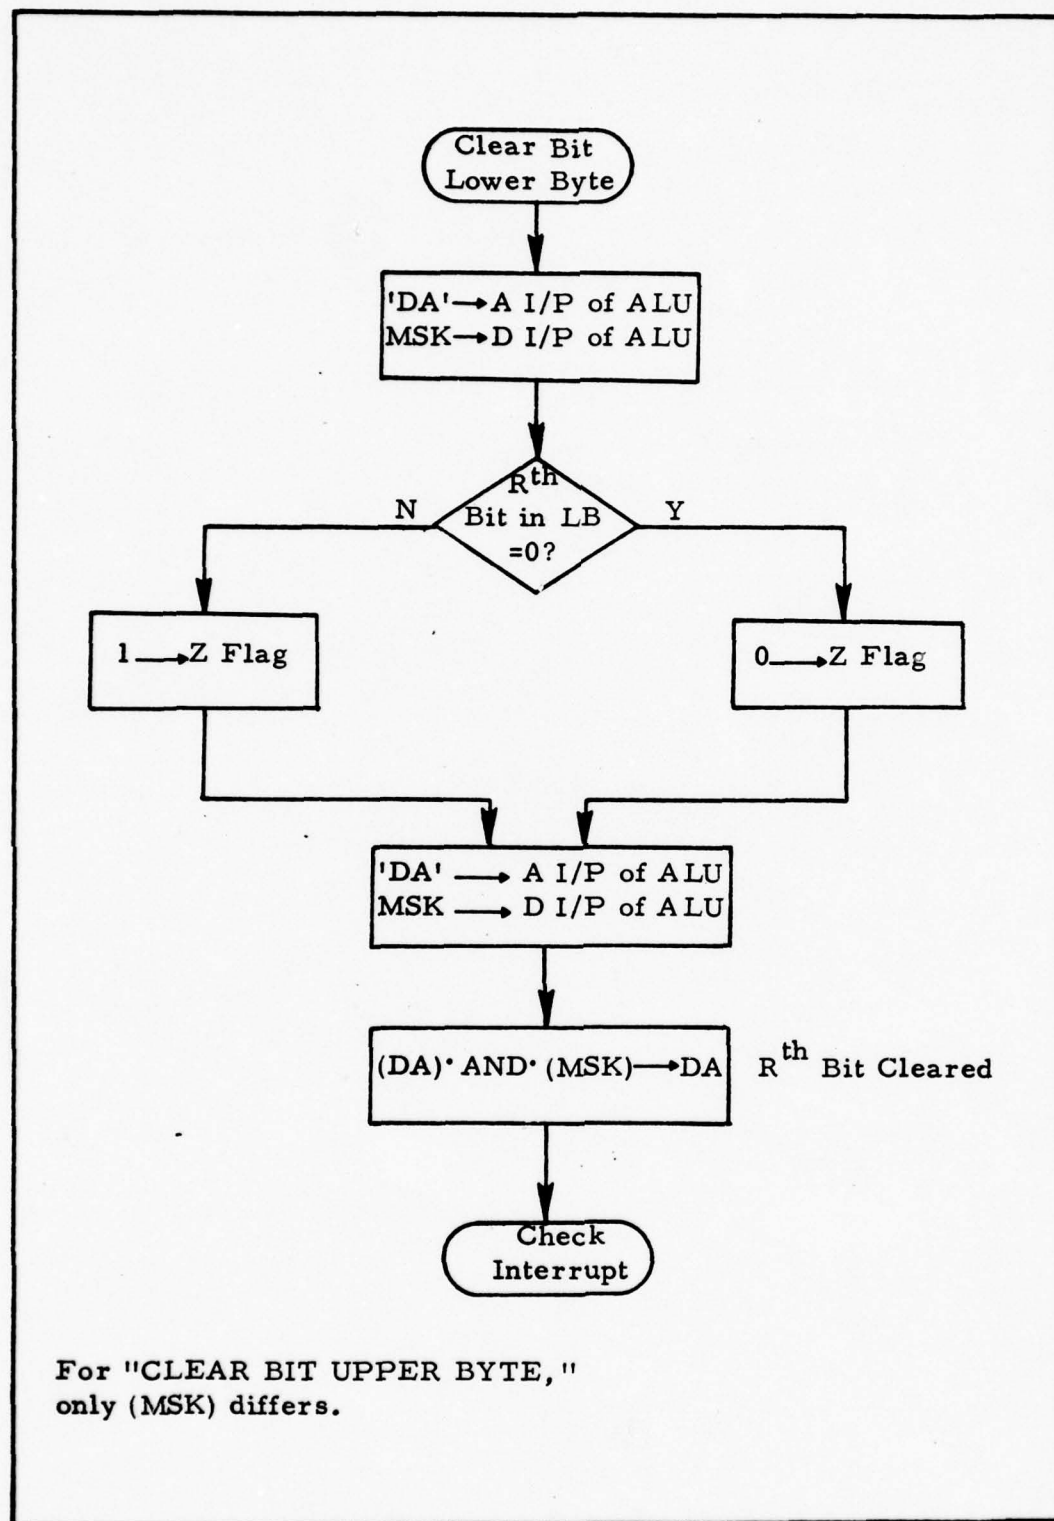 Clear Bit
Lower Byte
'DA'→A I/P of ALU
MSK→D I/P of ALU
N
Rth
Bit in LB
=0?
Y
1→Z Flag
0→Z Flag
'DA' → A I/P of ALU
MSK → D I/P of ALU
(DA)· AND· (MSK)→DA
Rth Bit Cleared
Check
Interrupt
For "CLEAR BIT UPPER BYTE,"
only (MSK) differs.